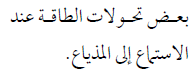 بعض تحولات الطاقة عند
الاستماع إلى المذياع.